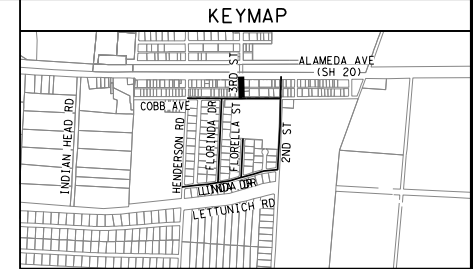 KEYMAP
ALAMEDA AVE
(SH 20)
3RD ST
COBB AVE
INDIAN HEAD RD
HENDERSON RD
FLORINDA DR
FLORELLA ST
2ND ST
LINDA DR
LETTUNICH RD